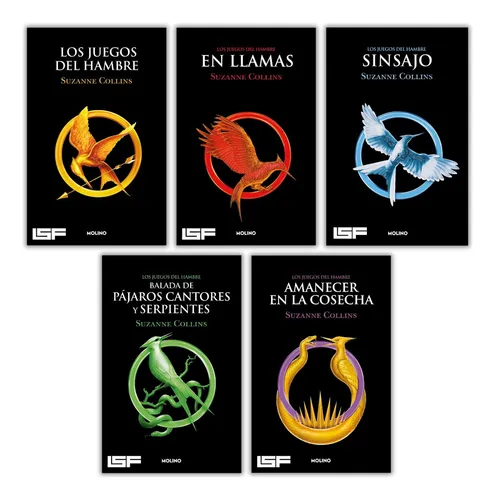 LOS JUEGOS
DEL HAMBRE
SUZANNE COLLINS
LSF
MOLINO
LOS JUEGOS DEL HAMBRE
EN LLAMAS
SUZANNE COLLINS
LSF
MOLINO
LOS JUEGOS DEL HAMBRE
SINSAJO
SUZANNE COLLINS
LSF
MOLINO
LOS JUEGOS DEL HAMBRE
BALADA DE
PÁJAROS CANTORES
Y SERPIENTES
SUZANNE COLLINS
LSF
MOLINO
LOS JUEGOS DEL HAMBRE
AMANECER
EN LA COSECHA
SUZANNE COLLINS
LSF
MOLINO